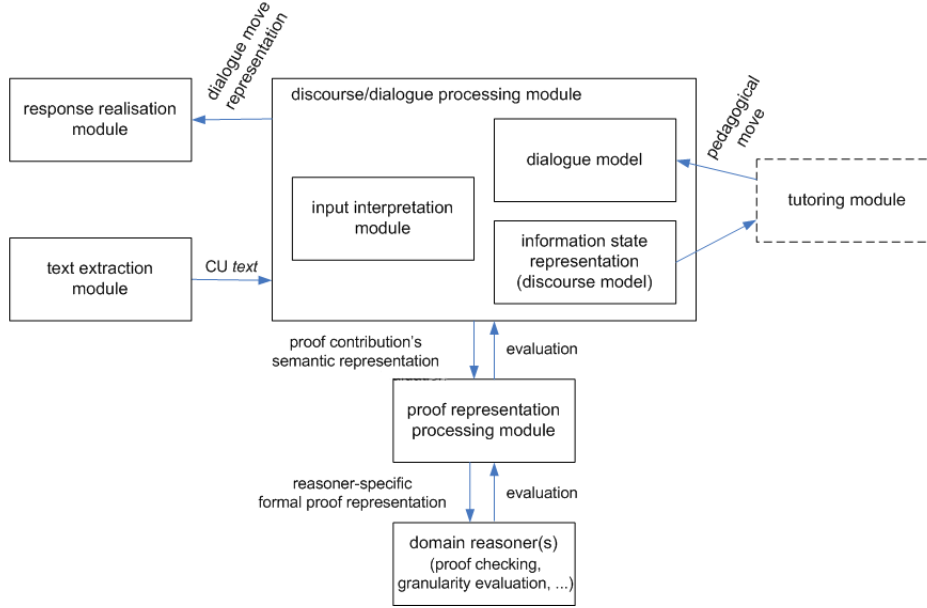 dialogue move
representation
response realisation
module
discourse/dialogue processing module
dialogue model
pedagogical
move
tutoring module
input interpretation
module
information state
representation
(discourse model)
text extraction
module
CU text
proof contribution's
semantic representation
evaluation
proof representation
processing module
reasoner-specific
formal proof representation
evaluation
domain reasoner(s)
(proof checking,
granularity evaluation, ...)